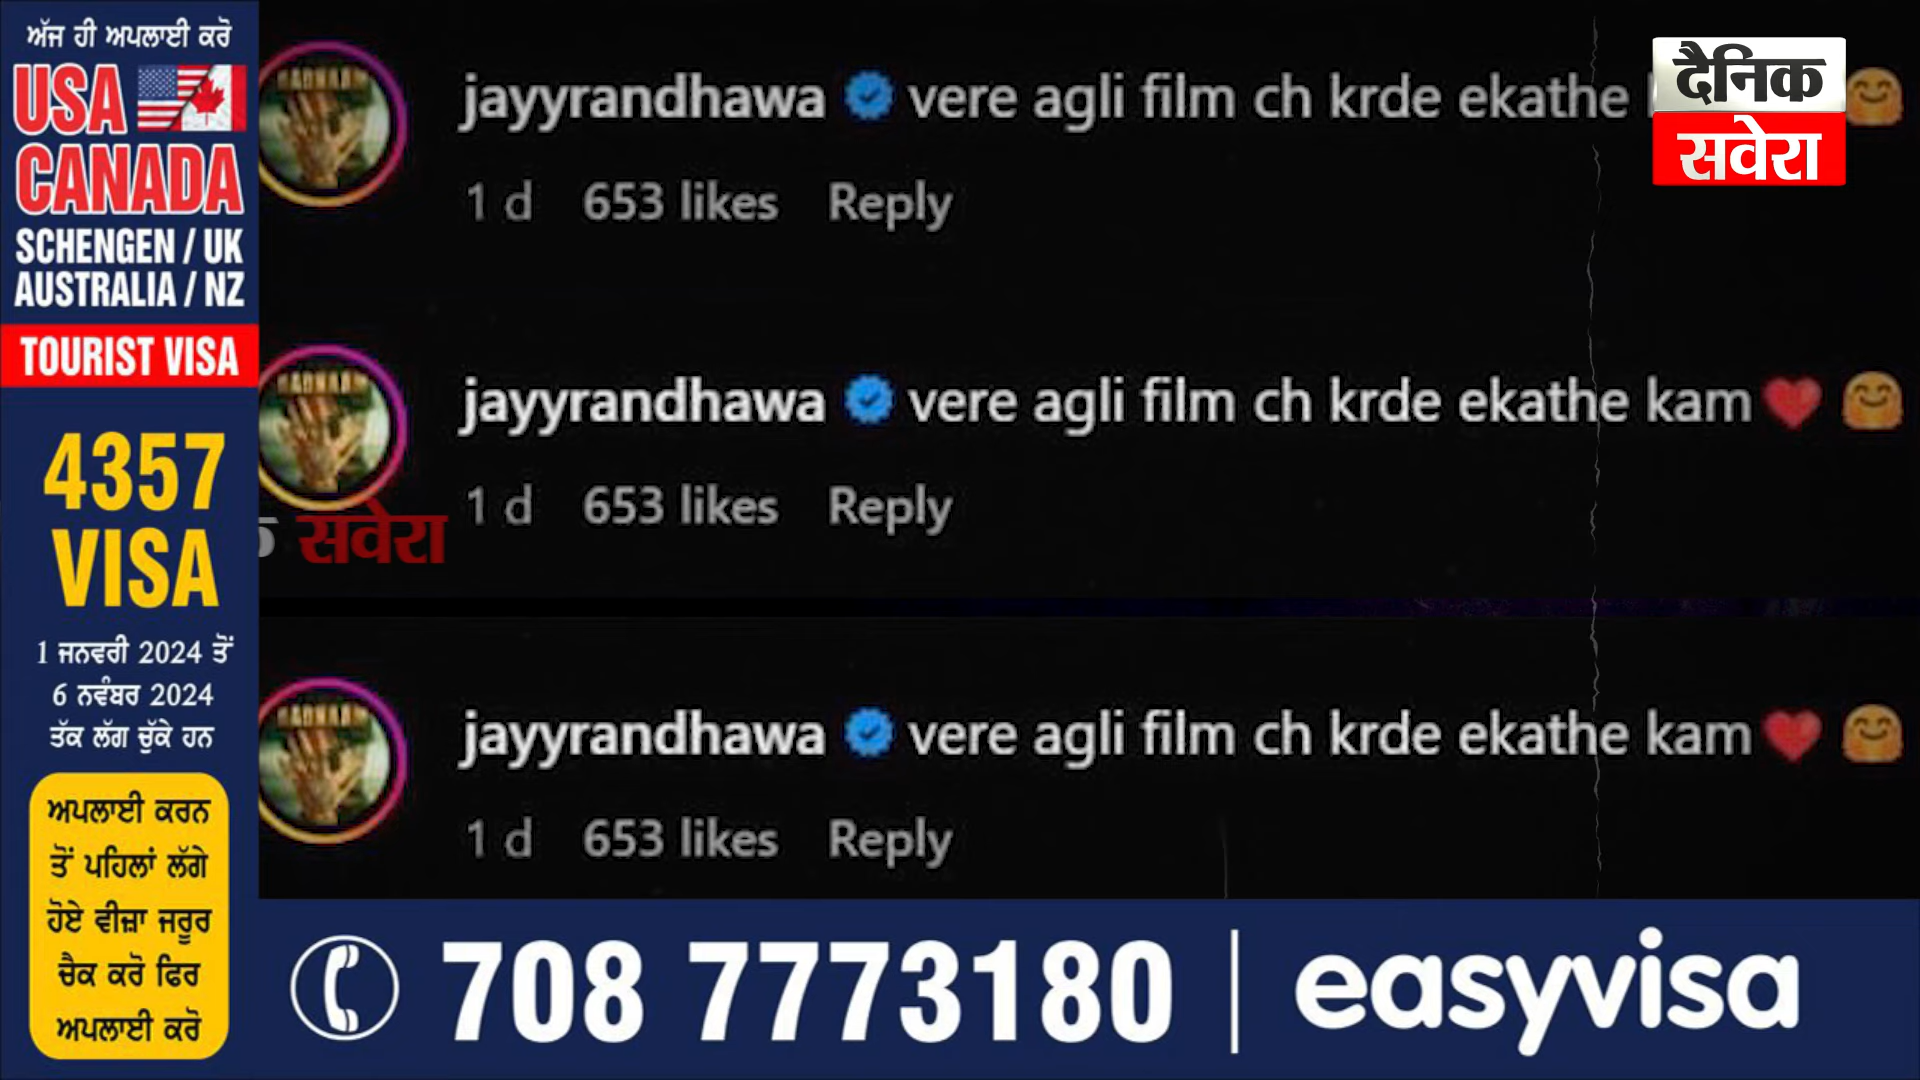 ਅੱਜ ਹੀ ਅਪਲਾਈ ਕਰੋ
USA
CANADA
SCHENGEN / UK
AUSTRALIA / NZ
TOURIST VISA
4357
VISA
1 ਜਨਵਰੀ 2024 ਤੋਂ
6 ਨਵੰਬਰ 2024
ਤੱਕ ਲੱਗ ਚੁੱਕੇ ਹਨ
ਅਪਲਾਈ ਕਰਨ
ਤੋਂ ਪਹਿਲਾਂ ਲੱਗੇ
ਹੋਏ ਵੀਜ਼ਾ ਜਰੂਰ
ਚੈਕ ਕਰੋ ਫਿਰ
ਅਪਲਾਈ ਕਰੋ
jayyrandhawa vere agli film ch krde ekathe 🤗
1 d 653 likes Reply
दैनिक
सवेरा
jayyrandhawa vere agli film ch krde ekathe kam❤️ 🤗
1 d 653 likes Reply
सवेरा
jayyrandhawa vere agli film ch krde ekathe kam❤️ 🤗
1 d 653 likes Reply
708 7773180 | easyvisa